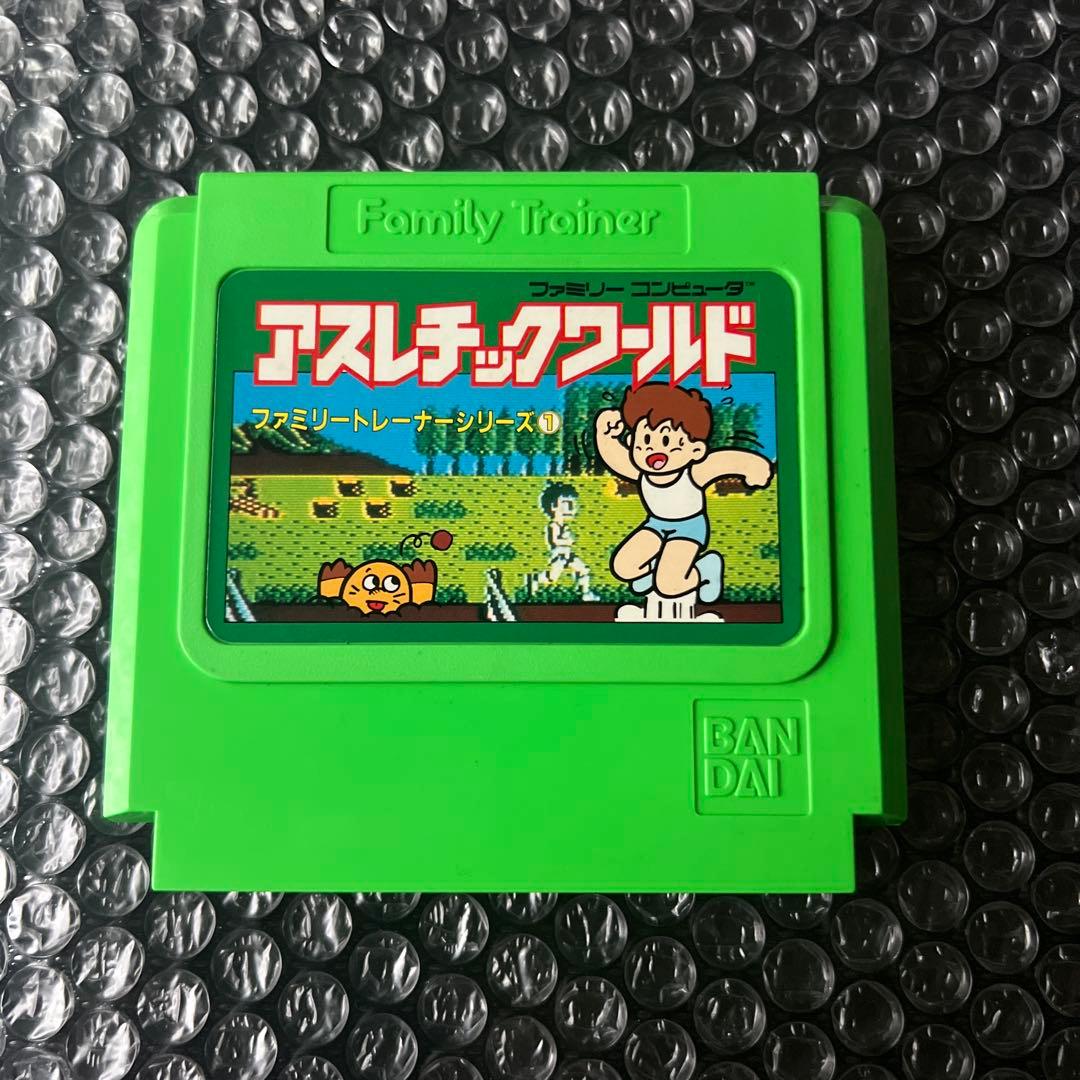 Family Trainer
ファミリー コンピュータ™
アスレチックワールド
ファミリートレーナーシリーズ①
BAN
DAI